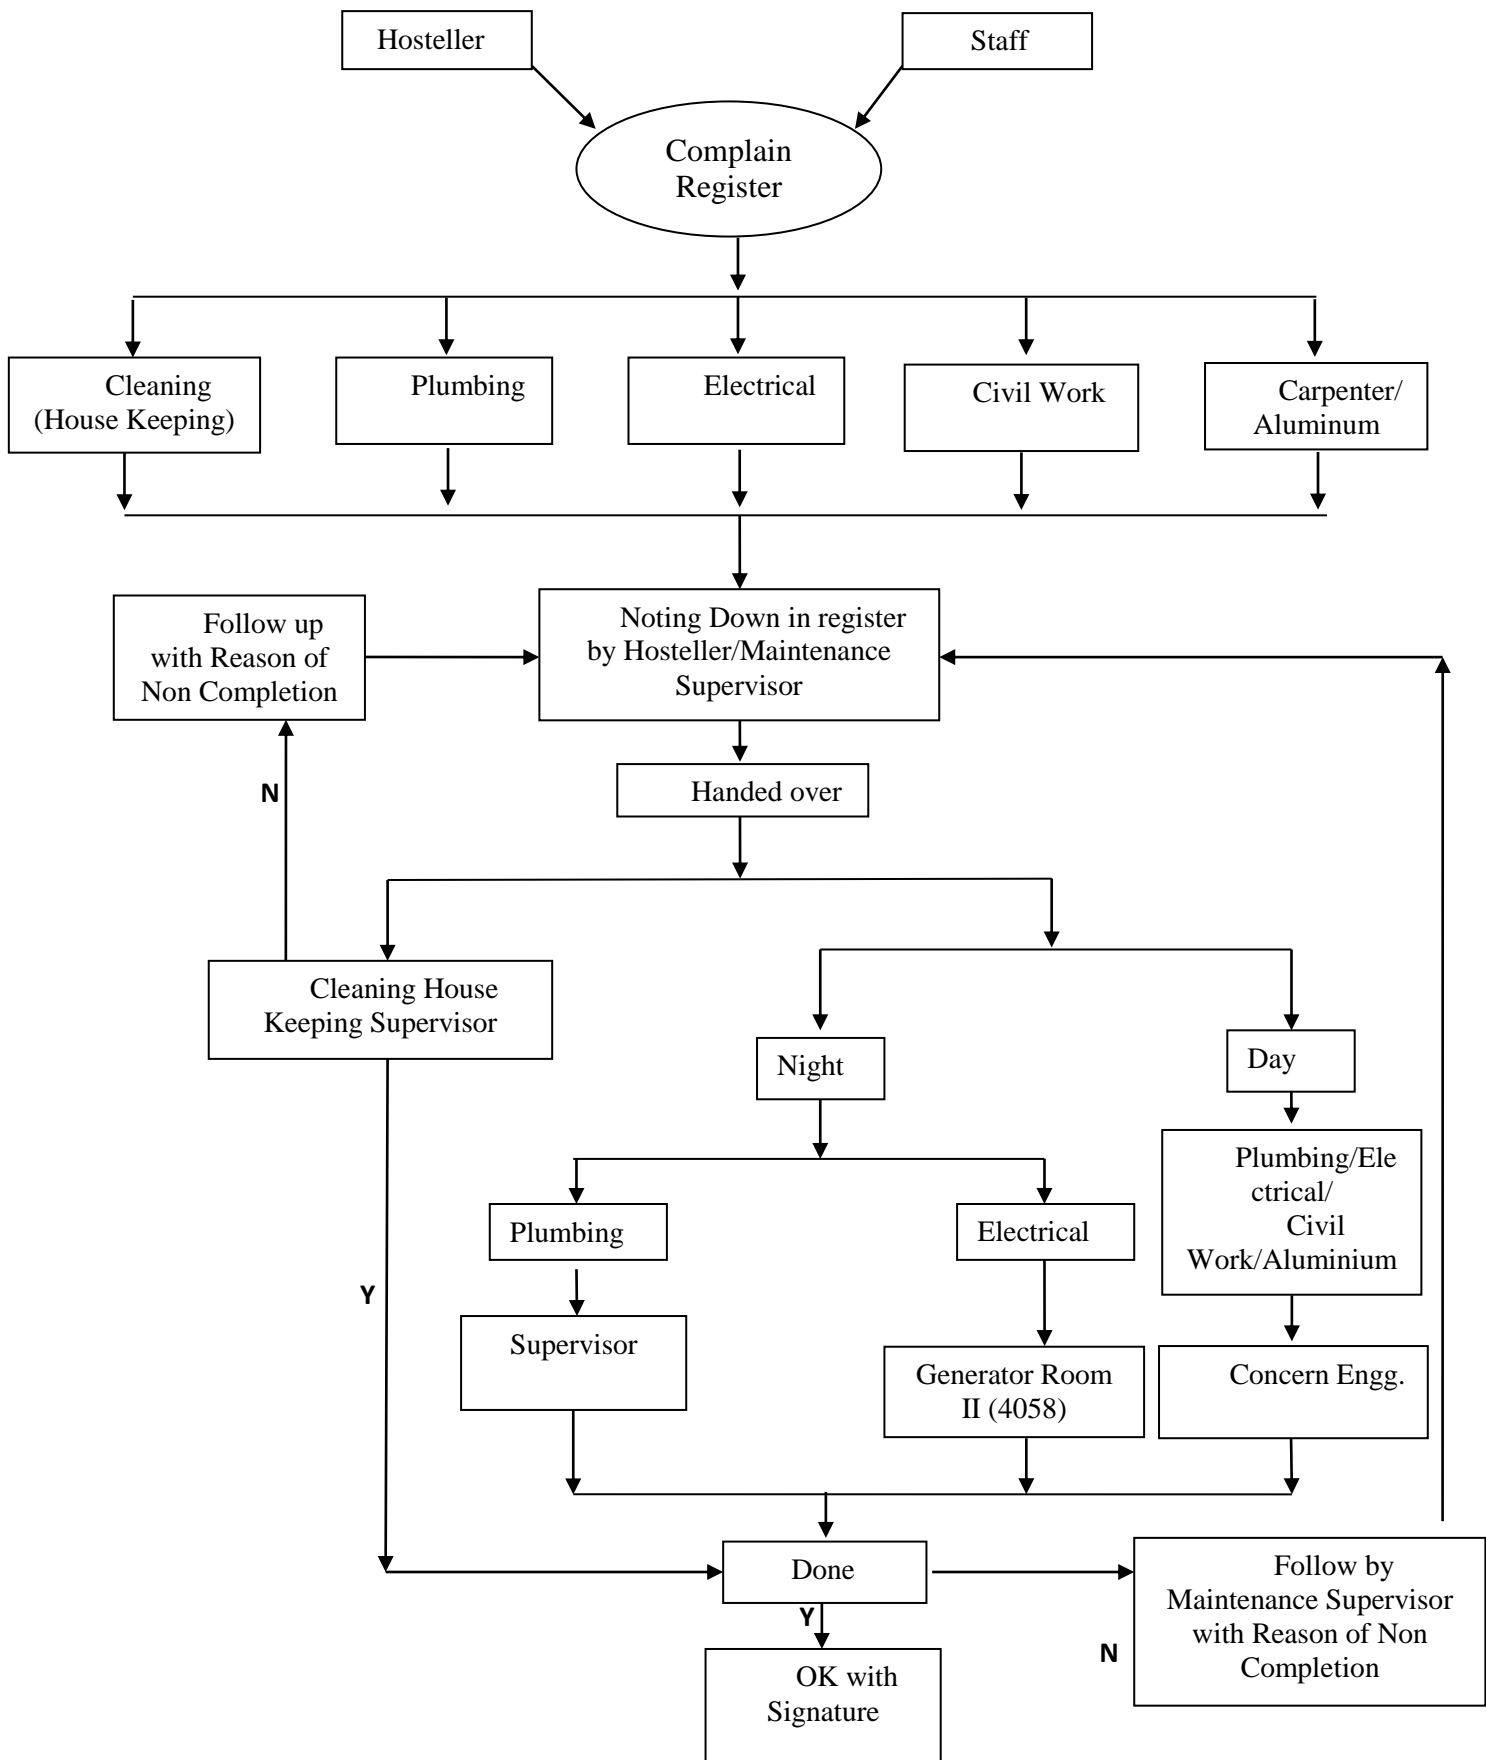 Hosteller
Staff
Complain
Register
Cleaning
(House Keeping)
Plumbing
Electrical
Civil Work
Carpenter/
Aluminum
Follow up
with Reason of
Non Completion
Noting Down in register
by Hosteller/Maintenance
Supervisor
N
Handed over
Cleaning House
Keeping Supervisor
Night
Day
Plumbing/Ele
ctrical/
Civil
Work/Aluminium
Plumbing
Electrical
Y
Supervisor
Generator Room
II (4058)
Concern Engg.
Done
Follow by
Maintenance Supervisor
with Reason of Non
Completion
Y
N
OK with
Signature